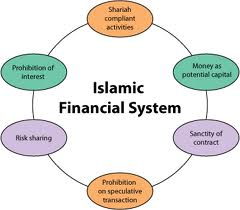 Shariah
compliant
activities
Prohibition
of interest
Money as
potential capital
Islamic
Financial System
Risk sharing
Sanctity of
contract
Prohibition
on speculative
transaction